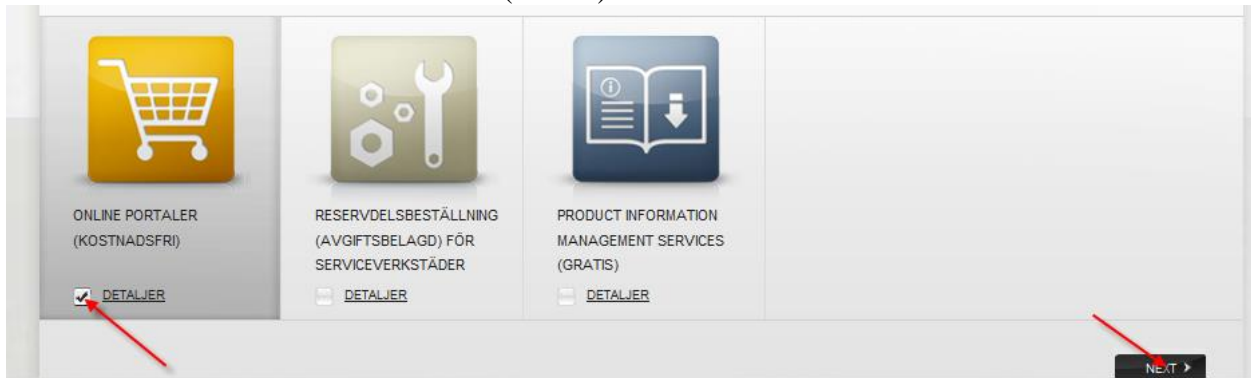 ONLINE PORTALER
(KOSTNADSFRI)
DETALJER
RESERVDELSBESTÄLLNING
(AVGIFTSBELAGD) FÖR
SERVICEVERKSTÄDER
DETALJER
PRODUCT INFORMATION
MANAGEMENT SERVICES
(GRATIS)
DETALJER
NEXT >